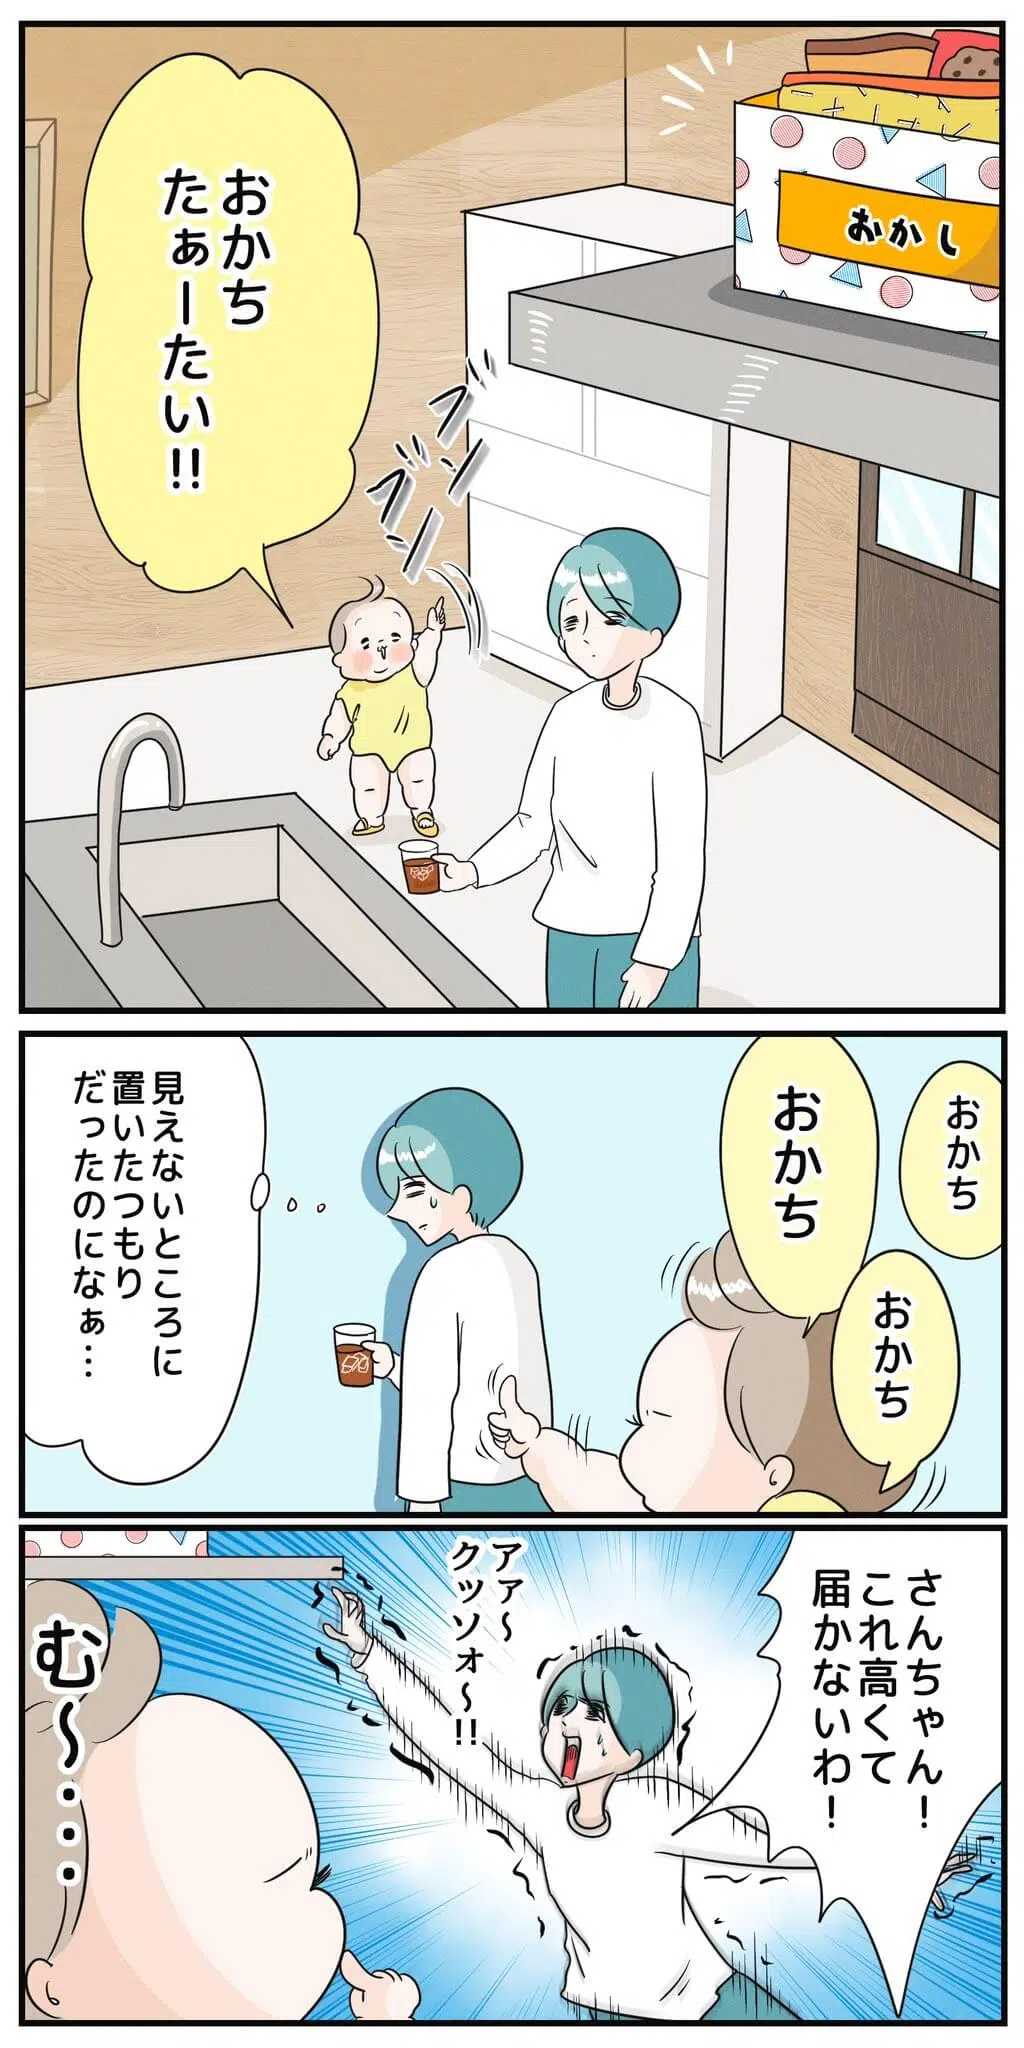 おかし
おかち
たぁーたい!!
ブンブン
おかち
おかち
おかち
見えないところに
置いたつもり
だったのになぁ…
さんちゃん！
これ高くて
届かないわ！
アァ〜
クッソォ〜!!
む〜‥‥